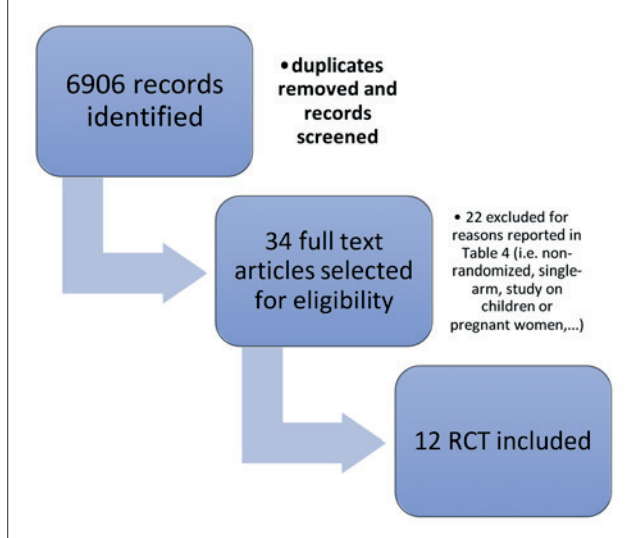 6906 records
identified
•duplicates
removed and
records
screened
34 full text
articles selected
for eligibility
• 22 excluded for
reasons reported in
Table 4 (i.e. non-
randomized, single-
arm, study on
children or
pregnant women,...)
12 RCT included